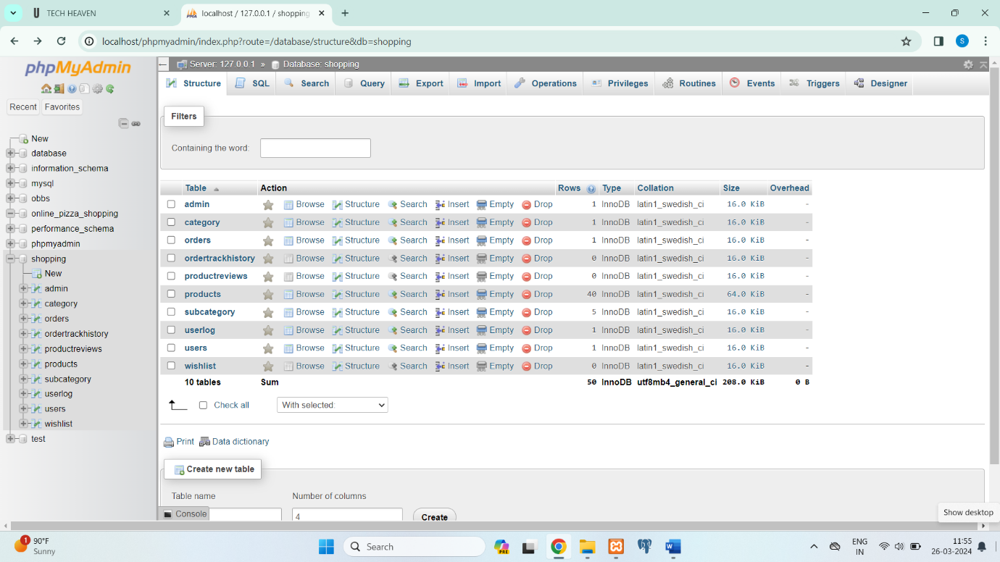 TECH HEAVEN
localhost / 127.0.0.1 / shopping
localhost/phpmyadmin/index.php?route=/database/structure&db=shopping
S
phpMyAdmin
Recent Favorites
New
database
information_schema
mysql
obbs
online_pizza_shopping
performance_schema
phpmyadmin
shopping
New
admin
category
orders
ordertrackhistory
productreviews
products
subcategory
userlog
users
wishlist
test
Server: 127.0.0.1 » Database: shopping
Structure SQL Search Query Export Import Operations Privileges Routines Events Triggers Designer
Filters
Containing the word:
Table Action Rows Type Collation Size Overhead
admin Browse Structure Search Insert Empty Drop 1 InnoDB latin1_swedish_ci 16.0 KiB -
category Browse Structure Search Insert Empty Drop 1 InnoDB latin1_swedish_ci 16.0 KiB -
orders Browse Structure Search Insert Empty Drop 1 InnoDB latin1_swedish_ci 16.0 KiB -
ordertrackhistory Browse Structure Search Insert Empty Drop 0 InnoDB latin1_swedish_ci 16.0 KiB -
productreviews Browse Structure Search Insert Empty Drop 0 InnoDB latin1_swedish_ci 16.0 KiB -
products Browse Structure Search Insert Empty Drop 40 InnoDB latin1_swedish_ci 64.0 KiB -
subcategory Browse Structure Search Insert Empty Drop 5 InnoDB latin1_swedish_ci 16.0 KiB -
userlog Browse Structure Search Insert Empty Drop 1 InnoDB latin1_swedish_ci 16.0 KiB -
users Browse Structure Search Insert Empty Drop 1 InnoDB latin1_swedish_ci 16.0 KiB -
wishlist Browse Structure Search Insert Empty Drop 0 InnoDB latin1_swedish_ci 16.0 KiB -
10 tables Sum 50 InnoDB utf8mb4_general_ci 208.0 KiB 0 B
Check all With selected:
Print Data dictionary
Create new table
Table name Number of columns
Console 4 Create
Show desktop
1 90°F
Sunny
Search
PRE
ENG
IN
11:55
26-03-2024